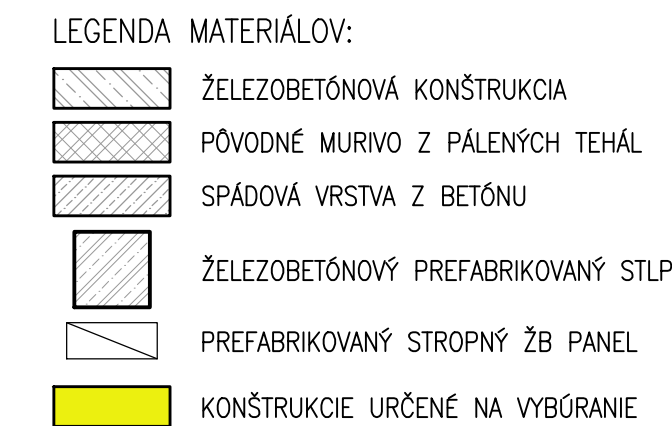 LEGENDA MATERIÁLOV:
ŽELEZOBETÓNOVÁ KONŠTRUKCIA
PÔVODNÉ MURIVO Z PÁLENÝCH TEHÁL
SPÁDOVÁ VRSTVA Z BETÓNU
ŽELEZOBETÓNOVÝ PREFABRIKOVANÝ STLP
PREFABRIKOVANÝ STROPNÝ ŽB PANEL
KONŠTRUKCIE URČENÉ NA VYBÚRANIE